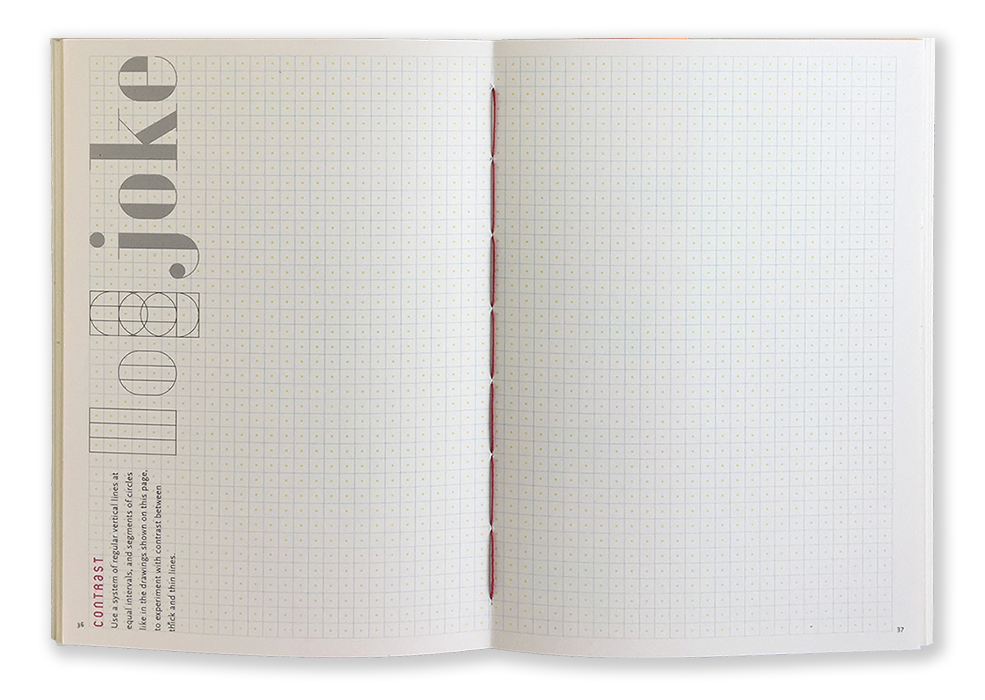 CONTRAST
Use a system of regular vertical lines at
equal intervals, and segments of circles
like in the drawings shown on this page,
to experiment with contrast between
thick and thin lines.
joke
36
37